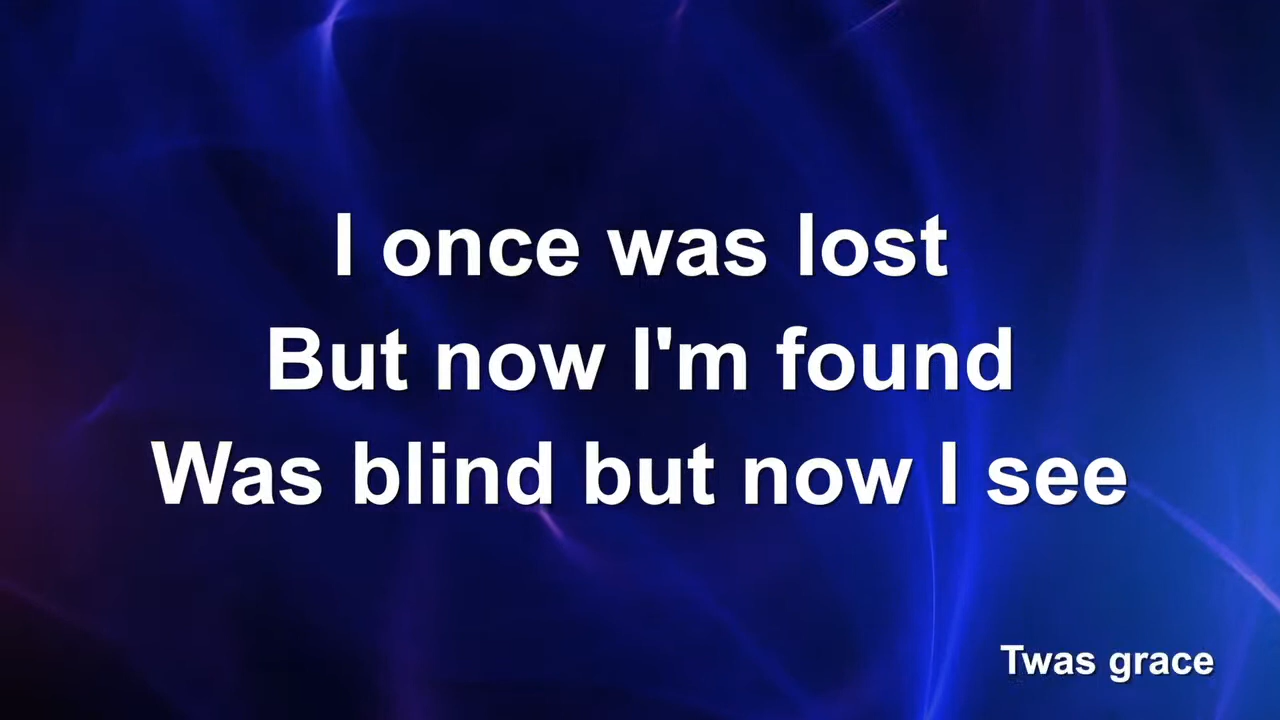 I once was lost
But now I'm found
Was blind but now I see
Twas grace